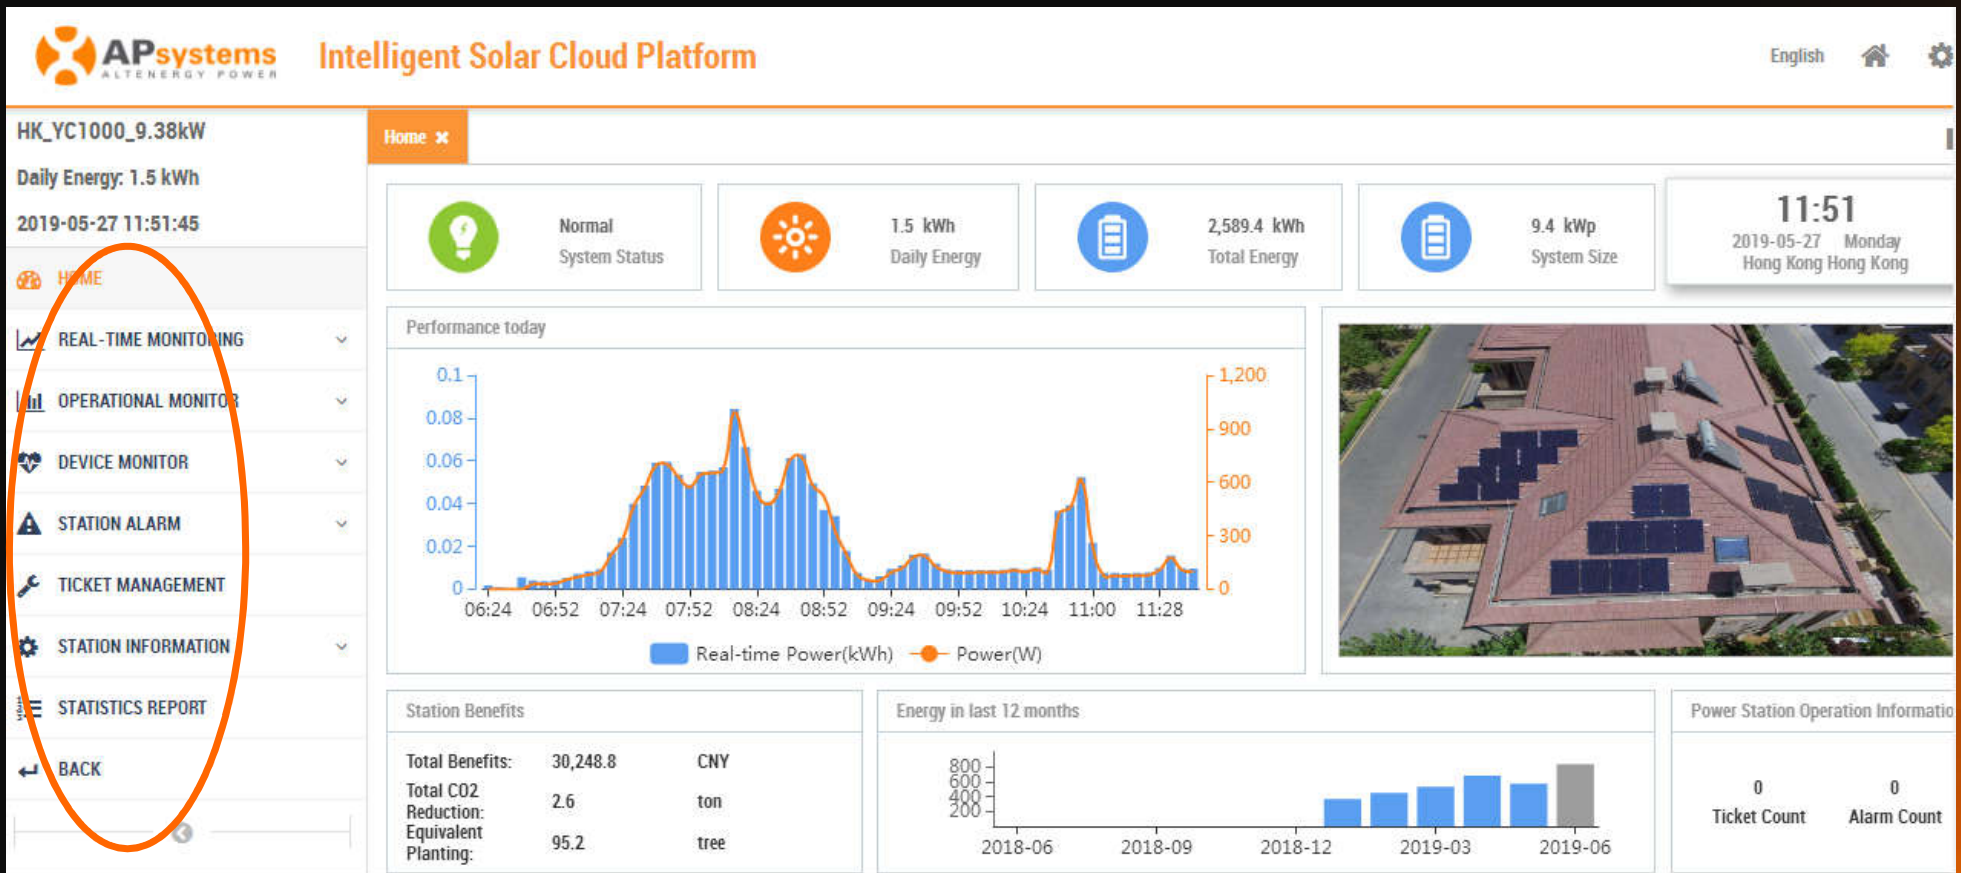 APsystems
ALTENERGY POWER
Intelligent Solar Cloud Platform
English
HK_YC1000_9.38kW
Daily Energy: 1.5 kWh
2019-05-27 11:51:45
HOME
REAL-TIME MONITORING
OPERATIONAL MONITOR
DEVICE MONITOR
STATION ALARM
TICKET MANAGEMENT
STATION INFORMATION
STATISTICS REPORT
BACK
Home
Normal
System Status
1.5 kWh
Daily Energy
2,589.4 kWh
Total Energy
9.4 kWp
System Size
11:51
2019-05-27 Monday
Hong Kong Hong Kong
Performance today
0.1
0.08
0.06
0.04
0.02
0
1,200
900
600
300
0
06:24 06:52 07:24 07:52 08:24 08:52 09:24 09:52 10:24 11:00 11:28
Real-time Power(kWh) Power(W)
Station Benefits
Total Benefits: 30,248.8 CNY
Total CO2
Reduction: 2.6 ton
Equivalent
Planting: 95.2 tree
Energy in last 12 months
800
600
400
200
2018-06 2018-09 2018-12 2019-03 2019-06
Power Station Operation Informatio
0 0
Ticket Count Alarm Count